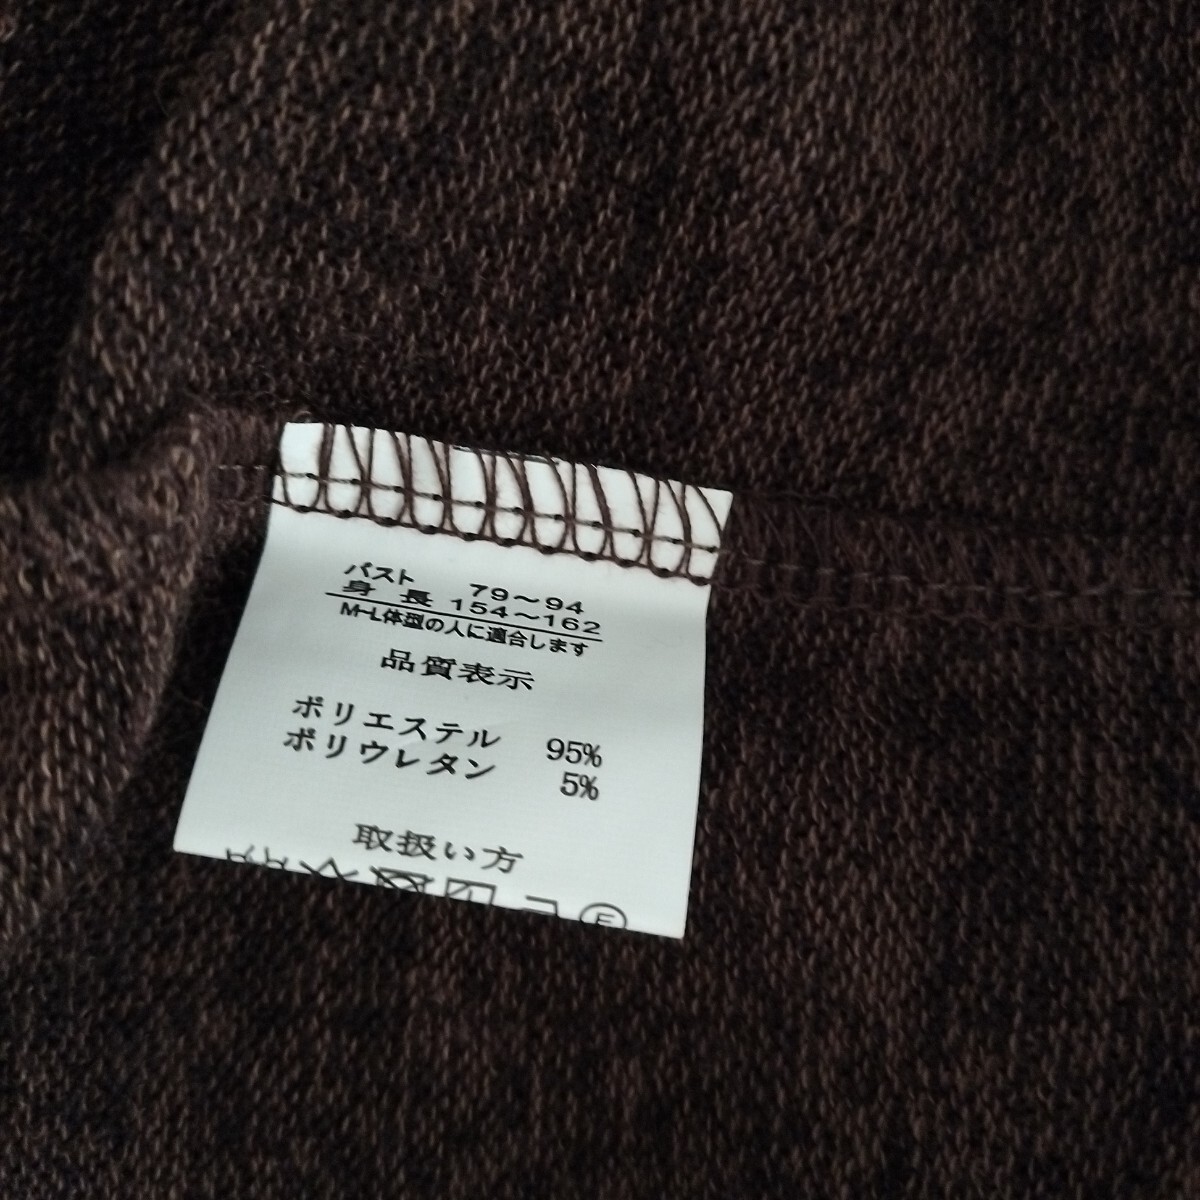 バスト 79～94
身長 154～162
M-L体型の人に適合します
品質表示
ポリエステル 95%
ポリウレタン 5%
取扱い方